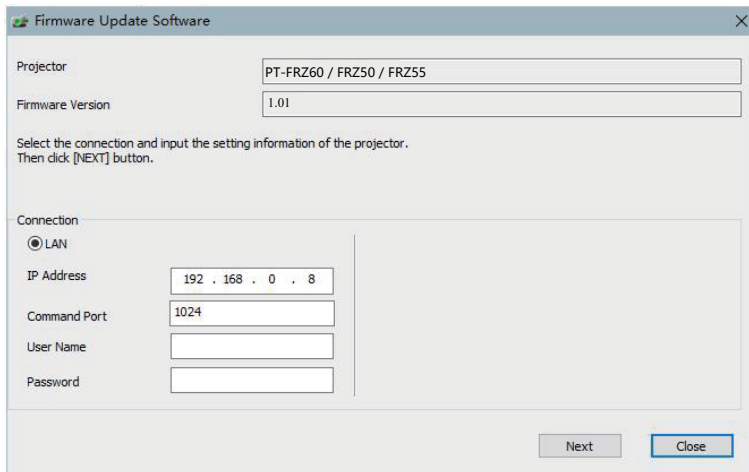 Firmware Update Software
Projector PT-FRZ60 / FRZ50 / FRZ55
Firmware Version 1.01
Select the connection and input the setting information of the projector.
Then click [NEXT] button.
Connection
LAN
IP Address 192 . 168 . 0 . 8
Command Port 1024
User Name
Password
Next Close